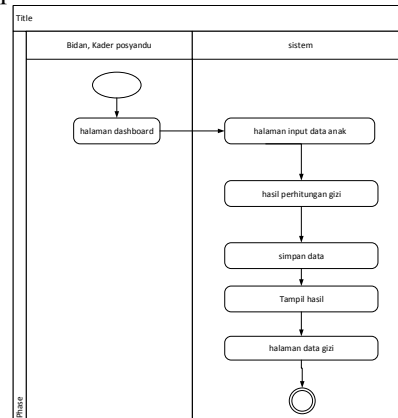 Title
Bidan, Kader posyandu
sistem
halaman dashboard
halaman input data anak
hasil perhitungan gizi
simpan data
Tampil hasil
halaman data gizi
Phase